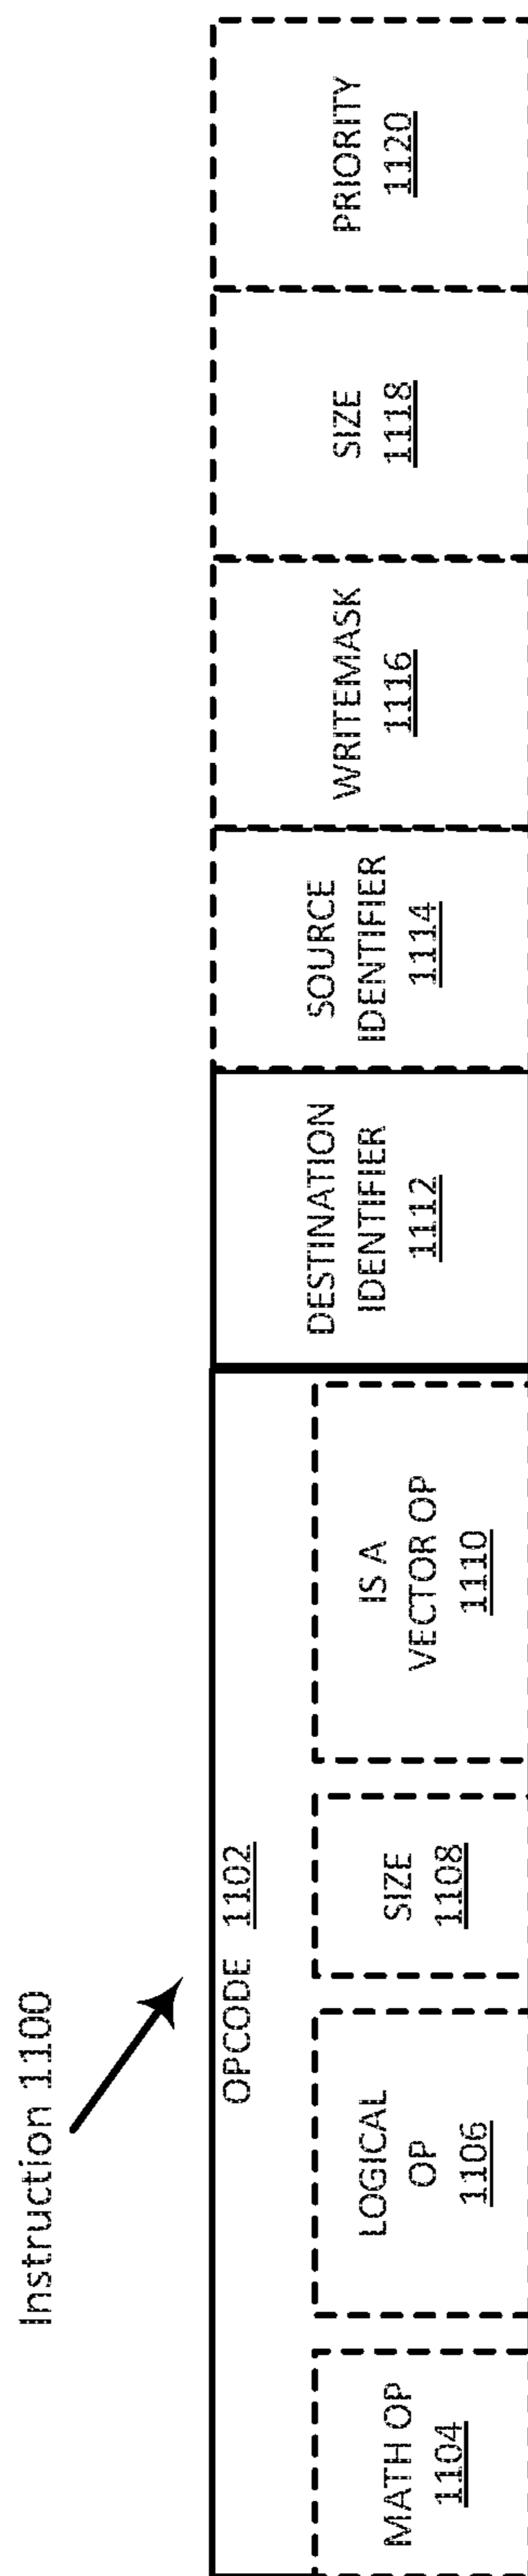 Instruction 1100
OPCODE 1102
MATH OP
1104
LOGICAL
OP
1106
SIZE
1108
IS A
VECTOR OP
1110
DESTINATION
IDENTIFIER
1112
SOURCE
IDENTIFIER
1114
WRITEMASK
1116
SIZE
1118
PRIORITY
1120